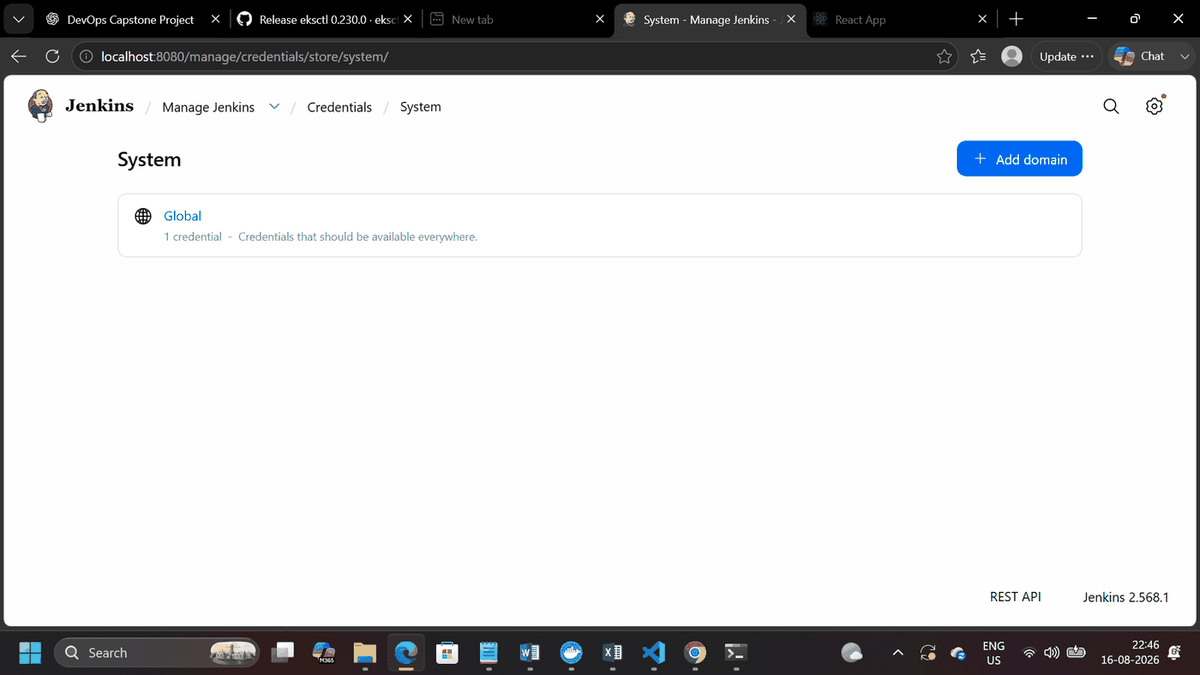 DevOps Capstone Project
Release eksctl 0.230.0 · eksc
New tab
System - Manage Jenkins -
React App
localhost:8080/manage/credentials/store/system/
Update
Chat
Jenkins / Manage Jenkins / Credentials / System
System
+ Add domain
Global
1 credential - Credentials that should be available everywhere.
REST API
Jenkins 2.568.1
Search
M365
ENG
US
22:46
16-08-2026